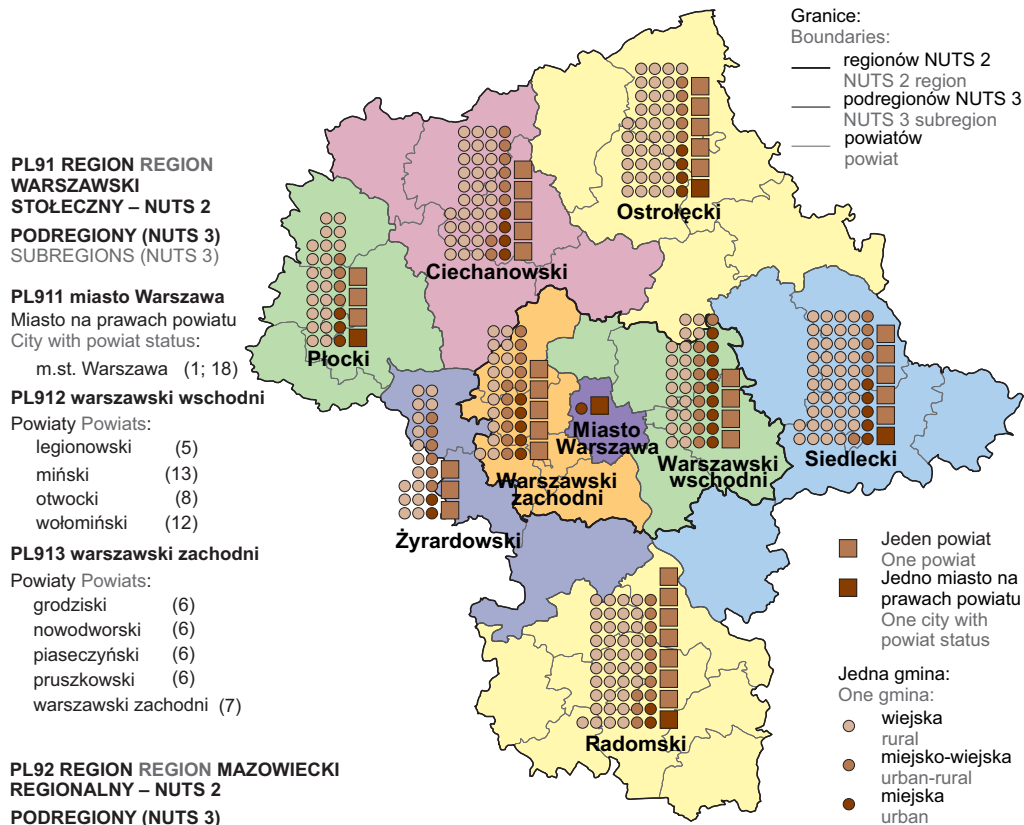 Granice:
Boundaries:
regionów NUTS 2
NUTS 2 region
podregionów NUTS 3
NUTS 3 subregion
powiatów
powiat
PL91 REGION REGION
WARSZAWSKI
STOŁECZNY – NUTS 2
PODREGIONY (NUTS 3)
SUBREGIONS (NUTS 3)
PL911 miasto Warszawa
Miasto na prawach powiatu
City with powiat status:
m.st. Warszawa (1; 18)
PL912 warszawski wschodni
Powiaty Powiats:
legionowski (5)
miński (13)
otwocki (8)
wołomiński (12)
PL913 warszawski zachodni
Powiaty Powiats:
grodziski (6)
nowodworski (6)
piaseczyński (6)
pruszkowski (6)
warszawski zachodni (7)
PL92 REGION REGION MAZOWIECKI
REGIONALNY – NUTS 2
PODREGIONY (NUTS 3)
Ostrołęcki
Ciechanowski
Płocki
Miasto
Warszawa
Warszawski
wschodni
Siedlecki
Warszawski
zachodni
Żyrardowski
Radomski
Jeden powiat
One powiat
Jedno miasto na
prawach powiatu
One city with
powiat status
Jedna gmina:
One gmina:
wiejska
rural
miejsko-wiejska
urban-rural
miejska
urban